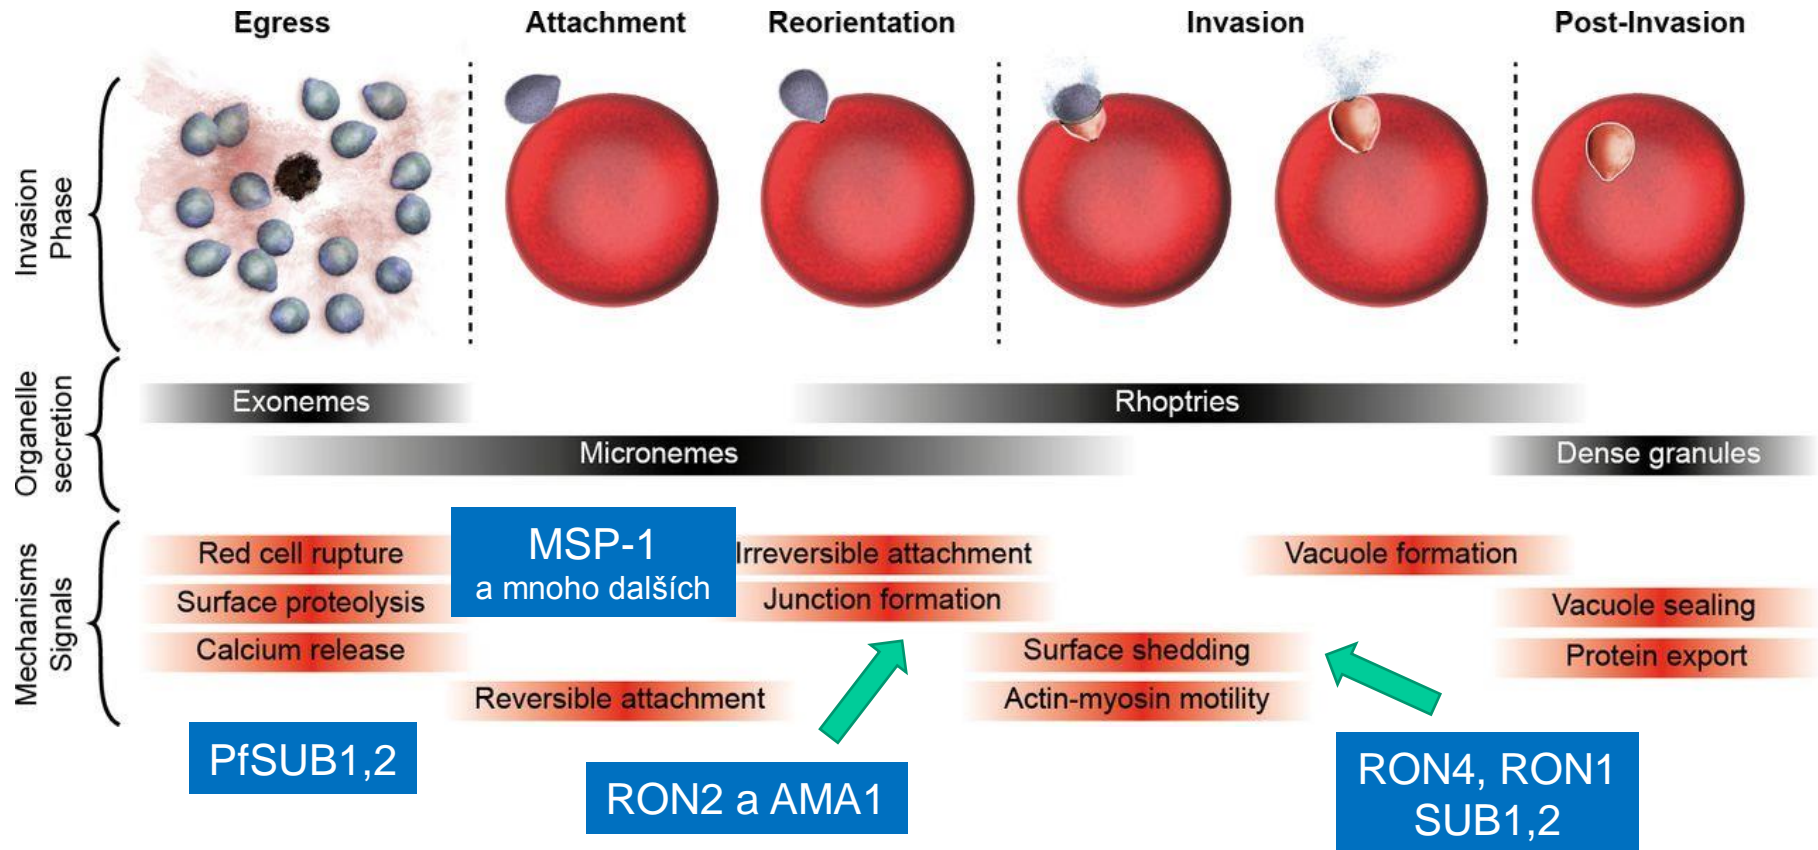 Egress
Attachment
Reorientation
Invasion
Post-Invasion
Invasion
Phase
Organelle
secretion
Exonemes
Rhoptries
Micronemes
Dense granules
Mechanisms
Signals
Red cell rupture
Surface proteolysis
Calcium release
MSP-1
a mnoho dalších
Irreversible attachment
Junction formation
Vacuole formation
Vacuole sealing
Surface shedding
Protein export
Reversible attachment
Actin-myosin motility
PfSUB1,2
RON2 a AMA1
RON4, RON1
SUB1,2